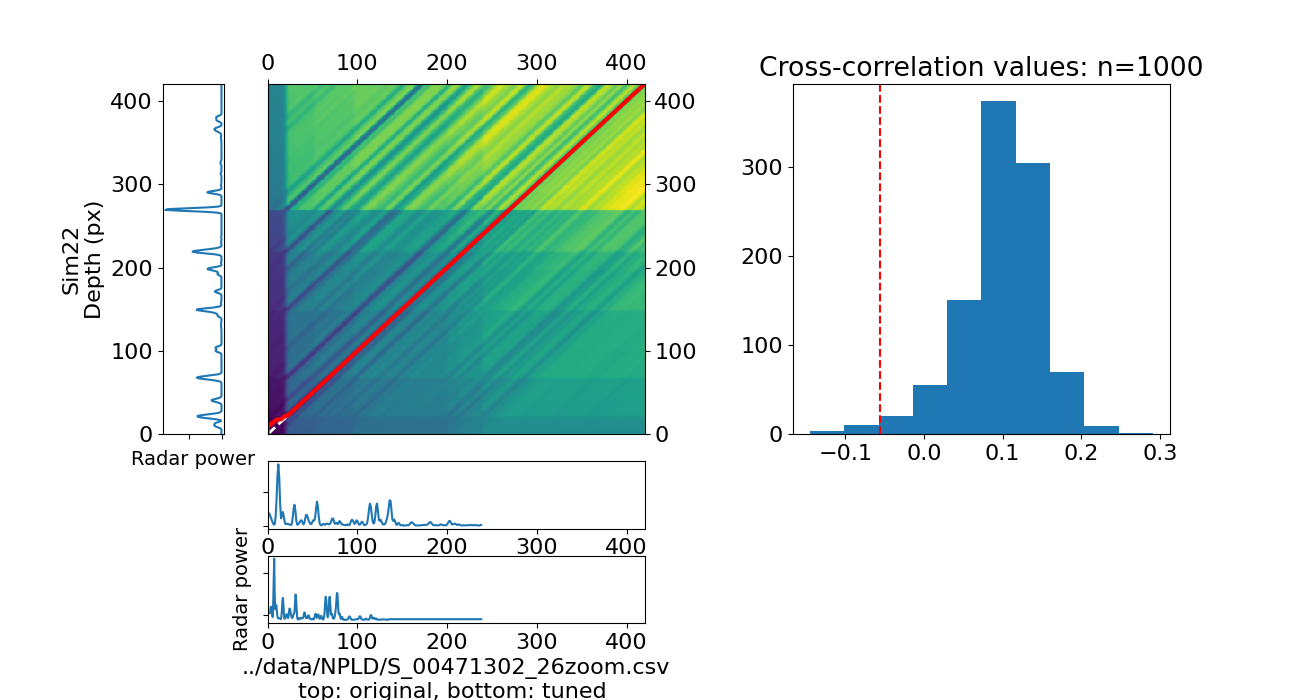 Cross-correlation values: n=1000
0 100 200 300 400
400
300
200
100
0
Sim22
Depth (px)
Radar power
400
300
200
100
0
0 100 200 300 400
Radar power
0 100 200 300 400
../data/NPLD/S_00471302_26zoom.csv
top: original, bottom: tuned
300
200
100
0
−0.1 0.0 0.1 0.2 0.3